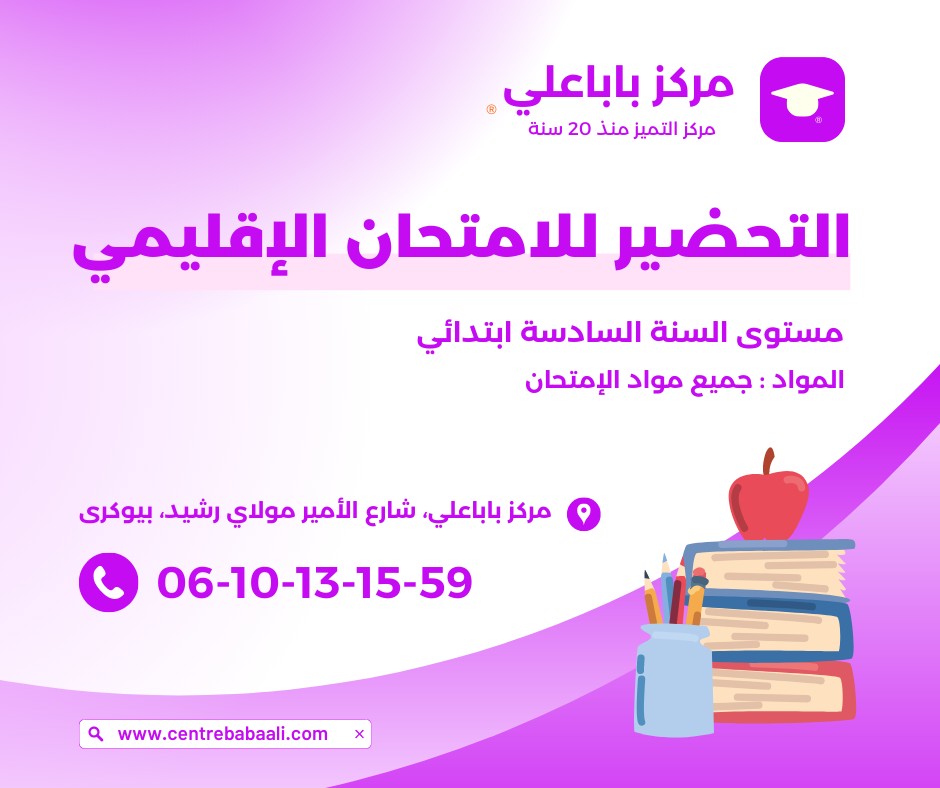 مركز باباعلي ®
مركز التميز منذ 20 سنة
®
التحضير للامتحان الإقليمي
مستوى السنة السادسة ابتدائي
المواد : جميع مواد الإمتحان
مركز باباعلي، شارع الأمير مولاي رشيد، بيوكرى
06-10-13-15-59
www.centrebabaali.com ×